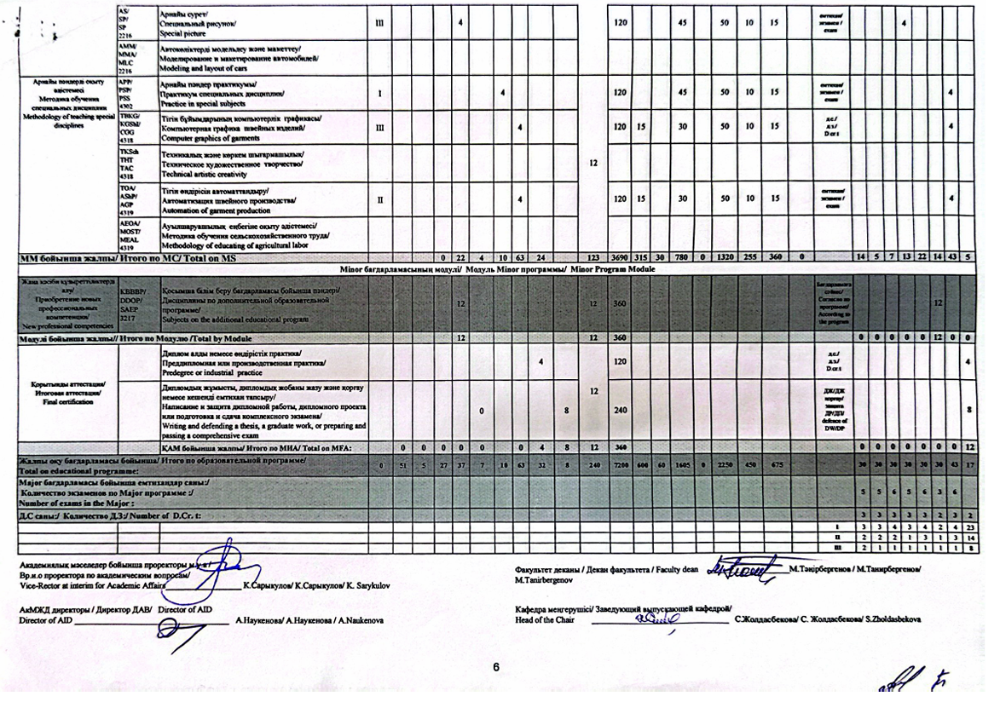 AS/ Арнайы сурет/ III 4 120 45 50 10 15 емтихан/ 4
SP/ Специальный рисунок/ экзамен /
SP Special picture exam
2216
AMM/ Автокөліктерді модельдеу және макеттеу/
MMA/ Моделирование и макетирование автомобилей/
MLC Modeling and layout of cars
2216
Арнайы пәндерді оқыту әдістемесі
Методика обучения специальных дисциплин
Methodology of teaching special disciplines
APP/ Арнайы пәндер практикумы/ I 4 120 45 50 10 15 емтихан/ 4
PSP/ Практикум специальных дисциплин/ экзамен /
PSS Practice in special subjects exam
4302
TBKG/ Тігін бұйымдарының компьютерлік графикасы/ III 4 120 15 30 50 10 15 д.с/ 4
KGSM/ Компьютерная графика швейных изделий/ д.з/
COG Computer graphics of garments D.cr.t
4318
12
TKSh Техникалық және көркем шығармашылық/
THT Техническое художественное творчество/
TAC Technical artistic creativity
4318
TOA/ Тігін өндірісін автоматтандыру/ II 4 120 15 30 50 10 15 емтихан/ 4
AShP/ Автоматизация швейного производства/ экзамен /
AGP Automation of garment production exam
4319
AEOA/ Ауылшаруашылық еңбегіне оқыту әдістемесі/
MOST/ Методика обучения сельскохозяйственного труда/
MEAL Methodology of educating of agricultural labor
4319
ММ бойынша жалпы/ Итого по МС/ Total on MS 0 22 4 10 63 24 123 3690 315 30 780 0 1320 255 360 0 14 5 7 13 22 14 43 5
Minor бағдарламасының модулі/ Модуль Minor программы/ Minor Program Module
Жаңа кәсіби құзыреттіліктерді алу/
Приобретение новых профессиональных компетенции/
New professional competencies
KBBBP/ Қосымша білім беру бағдарламасы бойынша пәндері/
DDOP/ Дисциплины по дополнительной образовательной 12 12 360 12
SAEP программе/
3217 Subjects on the additional educational program
Бағдарламаға сәйкес/
Согласно программе/
According to the program
Модулі бойынша жалпы// Итого по Модулю /Total by Module 12 12 360 0 0 0 0 0 12 0 0
Қорытынды аттестация/
Итоговая аттестация/
Final certification
Диплом алды немесе өндірістік практика/ д.с./
Преддипломная или производственная практика/ 4 120 д.з/ 4
Predegree or industrial practice D.cr.t
12
Дипломдық жұмысты, дипломдық жобаны жазу және қорғау
немесе кешенді емтихан тапсыру/
Написание и защита дипломной работы, дипломного проекта
или подготовка и сдача комплексного экзамена/ 0 8 240 8
Writing and defending a thesis, a graduate work, or preparing and
passing a comprehensive exam
ДЖ/ДЖ қорғау/
защита ДР/ДП/
defence of DW/DP
ҚАМ бойынша жалпы/ Итого по МИА/ Total on MFA: 0 0 0 0 0 0 4 8 12 360 0 0 0 0 0 0 0 12
Жалпы оқу бағдарламасы бойынша/ Итого по образовательной программе/
Total on educational programme: 0 51 5 27 37 7 10 63 32 8 240 7200 600 60 1605 0 2250 450 675 30 30 30 30 30 30 43 17
Major бағдарламасы бойынша емтихандар саны:/
Количество экзаменов по Major программе :/ 5 5 6 5 6 3 6
Number of exams in the Major :
Д.С саны:/ Количество Д.З:/ Number of D.Cr. t: 3 3 3 3 3 2 3 2
I 3 3 4 3 4 2 4 23
II 2 2 2 1 3 1 3 14
III 2 1 1 1 1 1 1 8
Академиялық мәселелер бойынша проректоры м.у.а /
Вр.и.о проректора по академическим вопросам/
Vice-Rector at interim for Academic Affairs К.Сарыкулов/ К.Сарыкулов/ K. Sarykulov
Факультет деканы / Декан факультета / Faculty dean М.Тәнірбергенов / М.Танирбергенов/
M.Tanirbergenov
АкМЖД директоры / Директор ДАВ/ Director of AID
Director of AID А.Наукенова/ А.Наукенова / A.Naukenova
Кафедра меңгерушісі/ Заведующий выпускающей кафедрой/
Head of the Chair С.Жолдасбекова/ С. Жолдасбекова/ S.Zholdasbekova
6